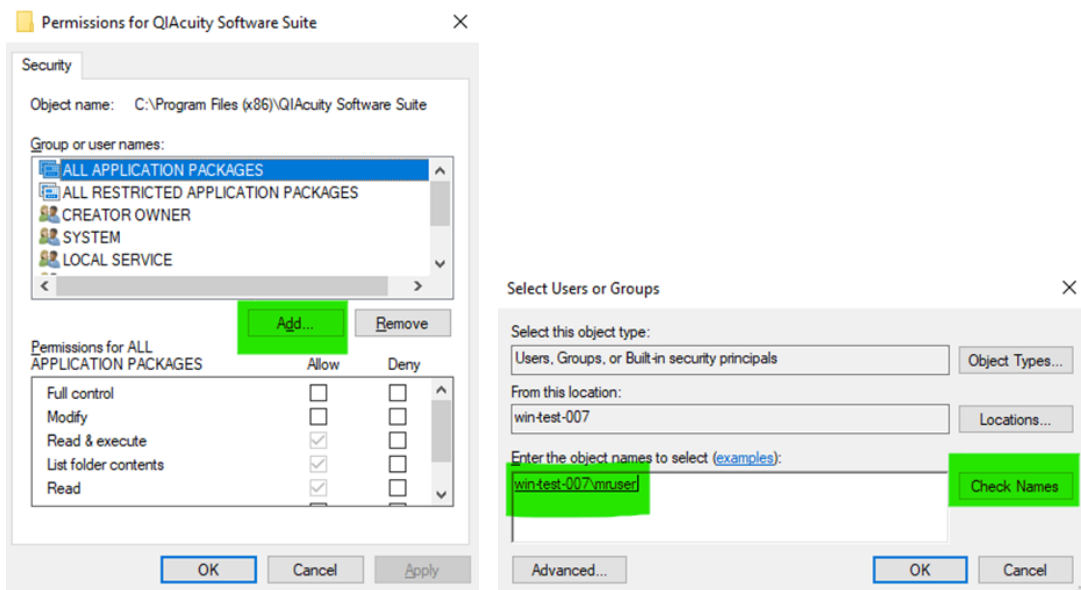 Permissions for QIAcuity Software Suite
Security
Object name: C:\Program Files (x86)\QIAcuity Software Suite
Group or user names:
ALL APPLICATION PACKAGES
ALL RESTRICTED APPLICATION PACKAGES
CREATOR OWNER
SYSTEM
LOCAL SERVICE
Add...
Remove
Permissions for ALL
APPLICATION PACKAGES
Allow
Deny
Full control
Modify
Read & execute
List folder contents
Read
OK
Cancel
Apply
Select Users or Groups
Select this object type:
Users, Groups, or Built-in security principals
Object Types...
From this location:
win-test-007
Locations...
Enter the object names to select (examples):
win-test-007\mruser
Check Names
Advanced...
OK
Cancel